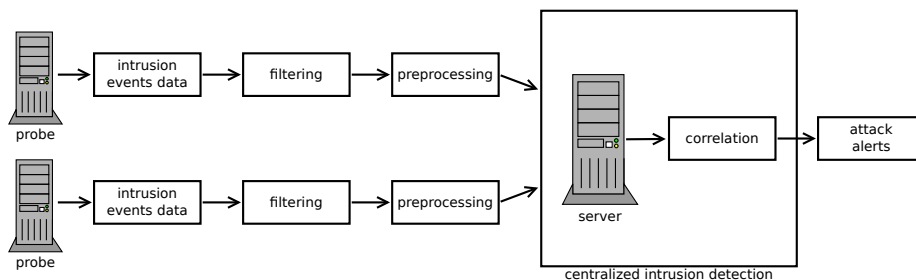 probe
intrusion
events data
filtering
preprocessing
probe
intrusion
events data
filtering
preprocessing
server
correlation
centralized intrusion detection
attack
alerts